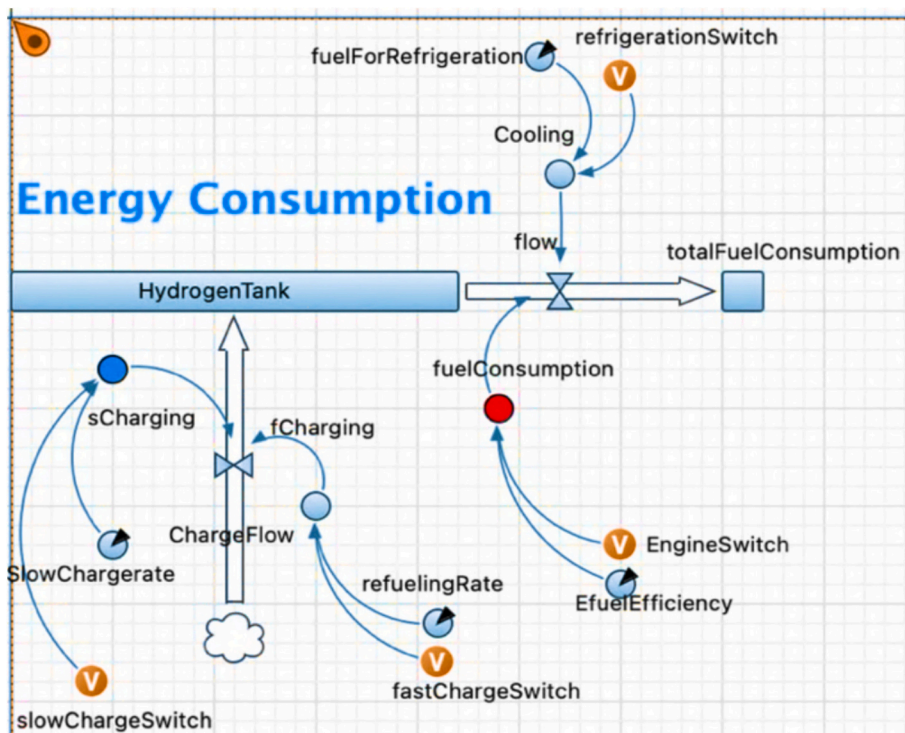 refrigerationSwitch
fuelForRefrigeration
V
Cooling
Energy Consumption
flow
totalFuelConsumption
HydrogenTank
fuelConsumption
sCharging
fCharging
ChargeFlow
V
EngineSwitch
SlowChargerate
refuelingRate
EfuelEfficiency
V
fastChargeSwitch
V
slowChargeSwitch